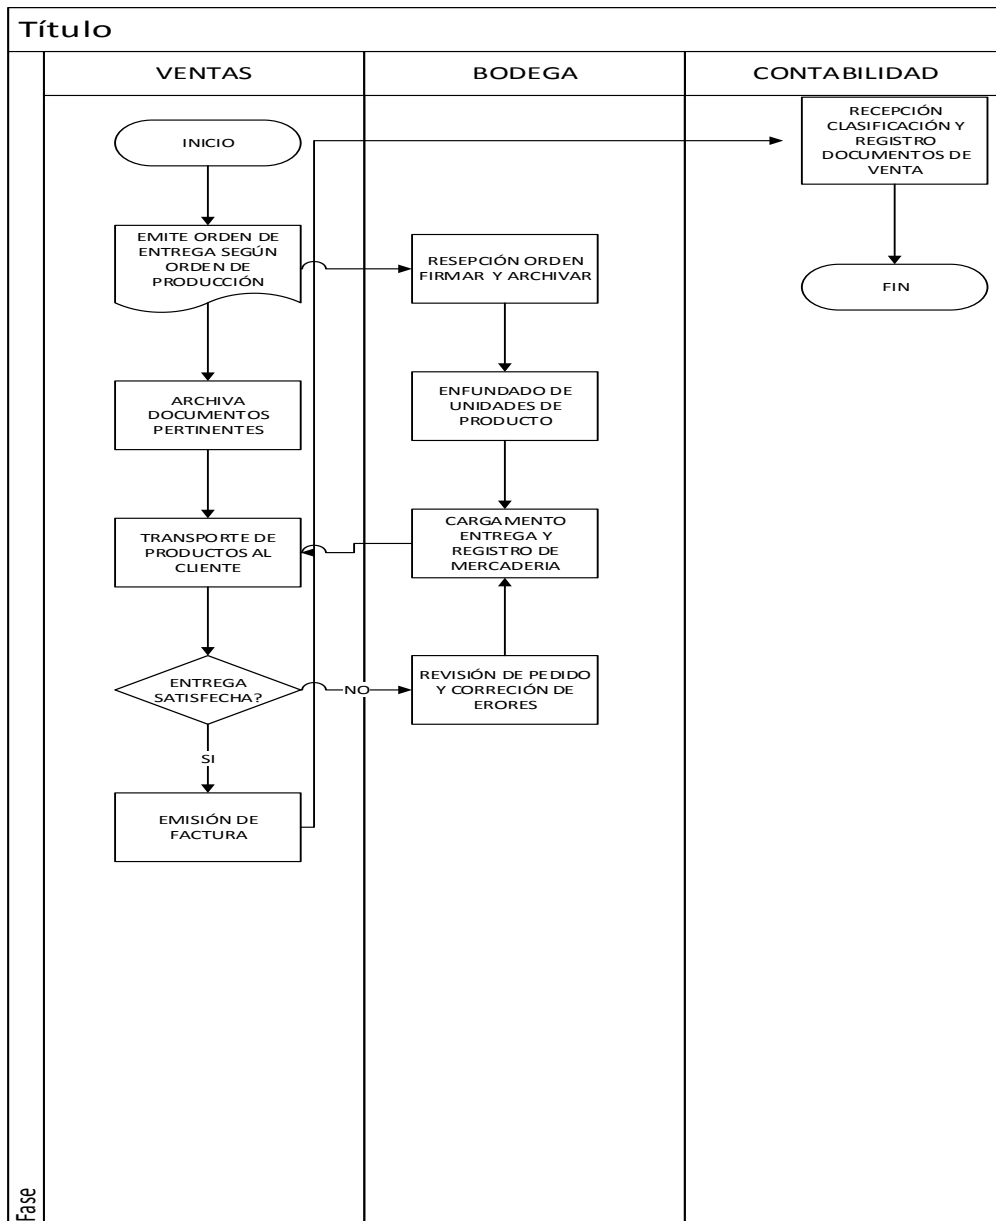 Título
VENTAS
BODEGA
CONTABILIDAD
INICIO
RECEPCIÓN
CLASIFICACIÓN Y
REGISTRO
DOCUMENTOS DE
VENTA
EMITE ORDEN DE
ENTREGA SEGÚN
ORDEN DE
PRODUCCIÓN
RESEPCIÓN ORDEN
FIRMAR Y ARCHIVAR
FIN
ARCHIVA
DOCUMENTOS
PERTINENTES
ENFUNDADO DE
UNIDADES DE
PRODUCTO
TRANSPORTE DE
PRODUCTOS AL
CLIENTE
CARGAMENTO
ENTREGA Y
REGISTRO DE
MERCADERIA
ENTREGA
SATISFECHA?
NO
REVISIÓN DE PEDIDO
Y CORRECIÓN DE
ERORES
SI
EMISIÓN DE
FACTURA
Fase